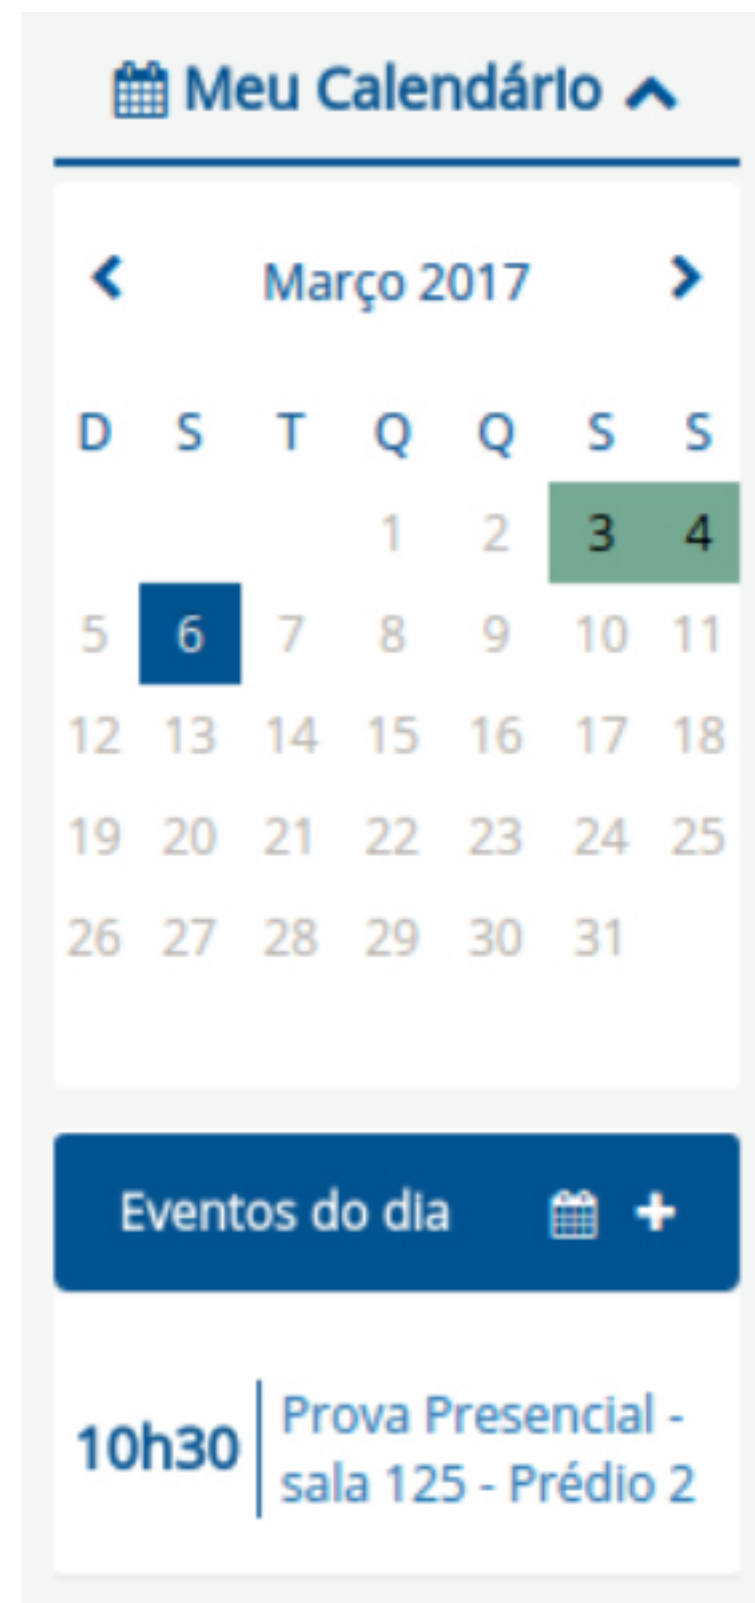 Meu Calendário
Março 2017
D S T Q Q S S
1 2 3 4
5 6 7 8 9 10 11
12 13 14 15 16 17 18
19 20 21 22 23 24 25
26 27 28 29 30 31
Eventos do dia
10h30 Prova Presencial -
sala 125 - Prédio 2